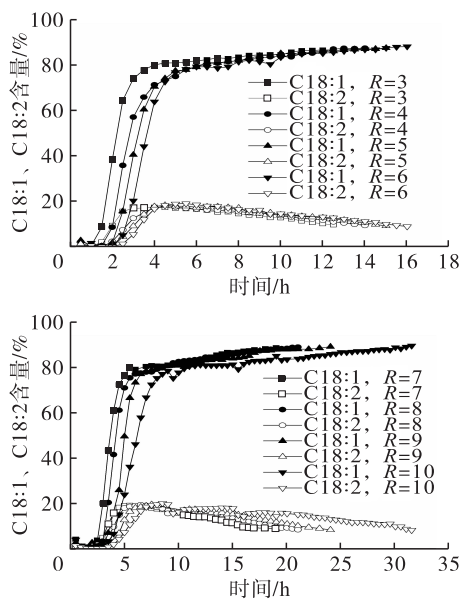 100
80
60
40
20
0
C18∶1、C18∶2含量/%
C18∶1, R=3
C18∶2, R=3
C18∶1, R=4
C18∶2, R=4
C18∶1, R=5
C18∶2, R=5
C18∶1, R=6
C18∶2, R=6
2 4 6 8 10 12 14 16 18
时间/h
100
80
60
40
20
0
C18∶1、C18∶2含量/%
C18∶1, R=7
C18∶2, R=7
C18∶1, R=8
C18∶2, R=8
C18∶1, R=9
C18∶2, R=9
C18∶1, R=10
C18∶2, R=10
5 10 15 20 25 30 35
时间/h